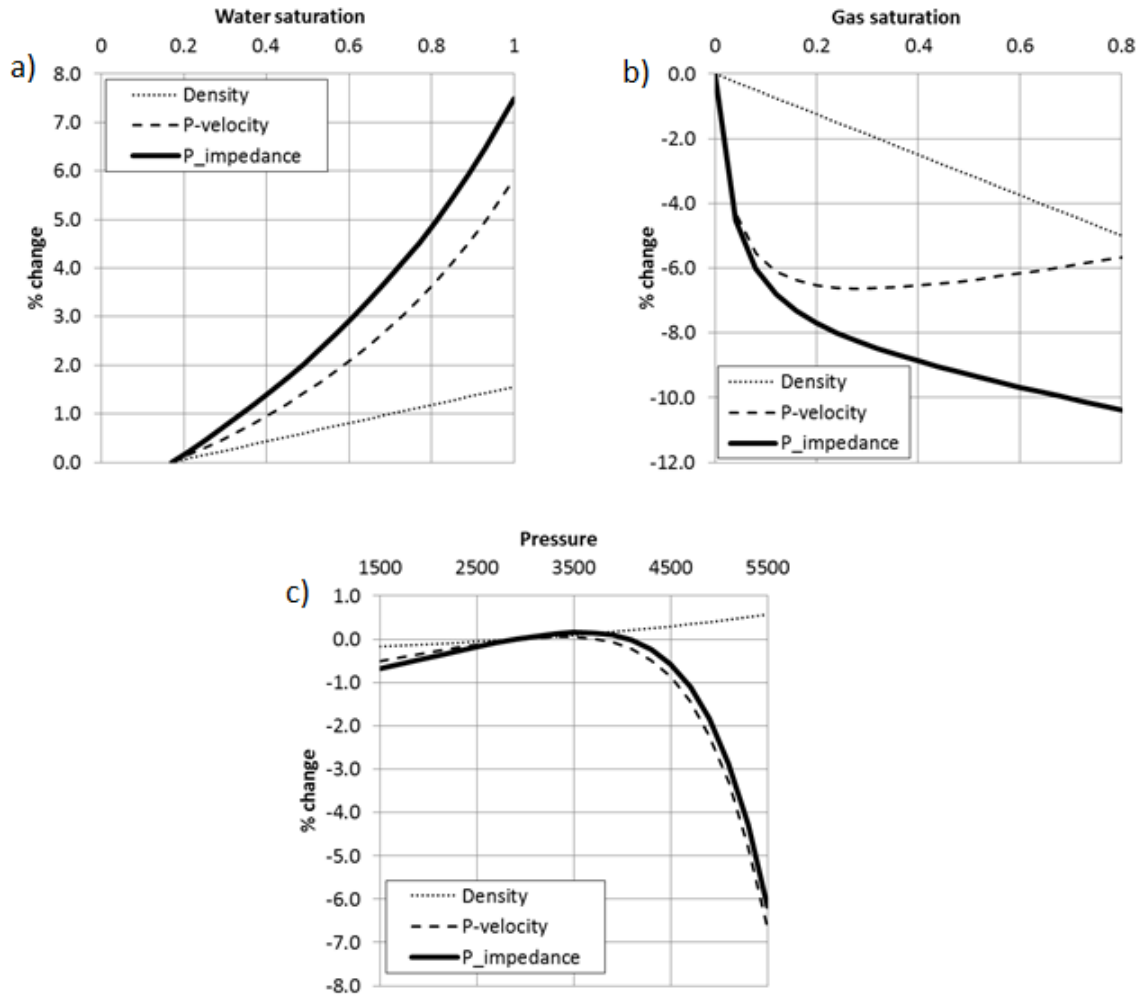 Water saturation
0 0.2 0.4 0.6 0.8 1
a)
8.0
7.0
6.0
5.0
4.0
3.0
2.0
1.0
0.0
% change
Density
P-velocity
P_impedance
Gas saturation
0 0.2 0.4 0.6 0.8
b)
0.0
-2.0
-4.0
-6.0
-8.0
-10.0
-12.0
% change
Density
P-velocity
P_impedance
Pressure
1500 2500 3500 4500 5500
c)
1.0
0.0
-1.0
-2.0
-3.0
-4.0
-5.0
-6.0
-7.0
-8.0
% change
Density
P-velocity
P_impedance